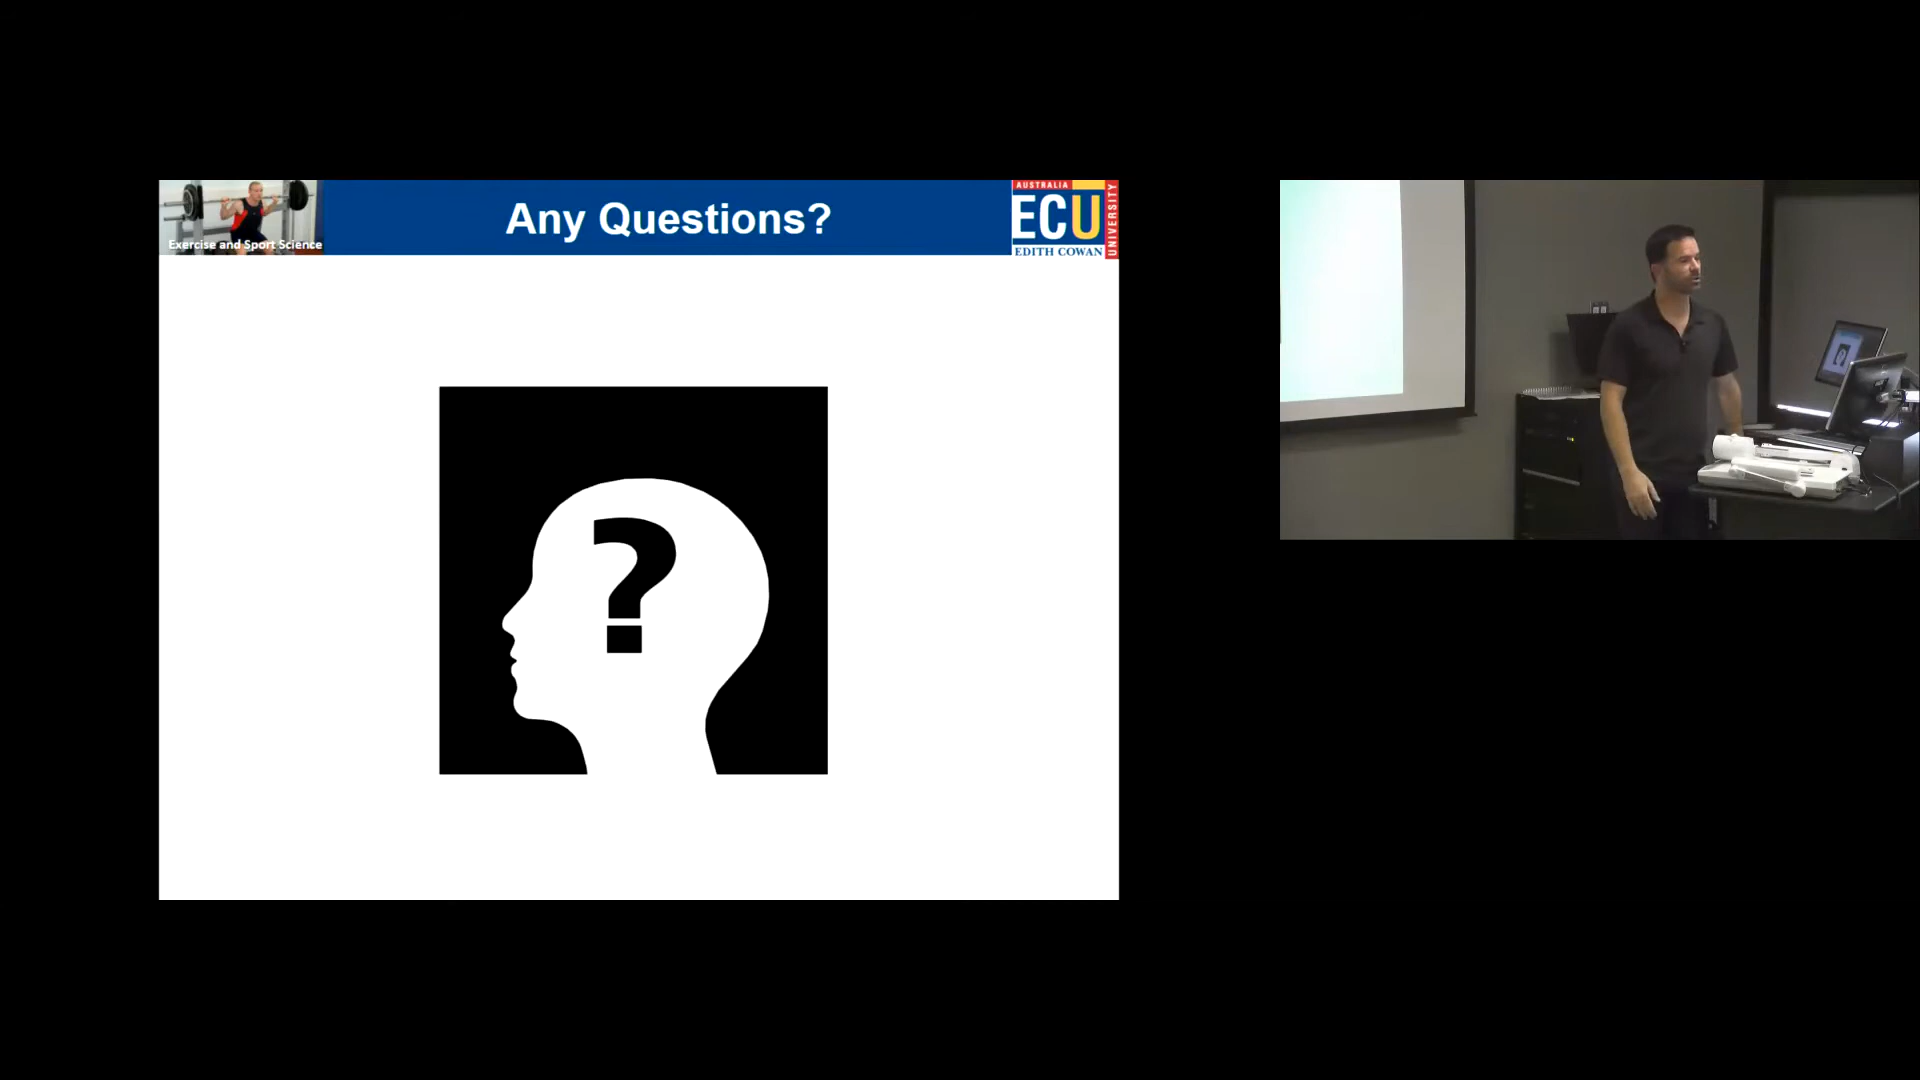 Exercise and Sport Science
Any Questions?
AUSTRALIA
ECU
EDITH COWAN
UNIVERSITY
?